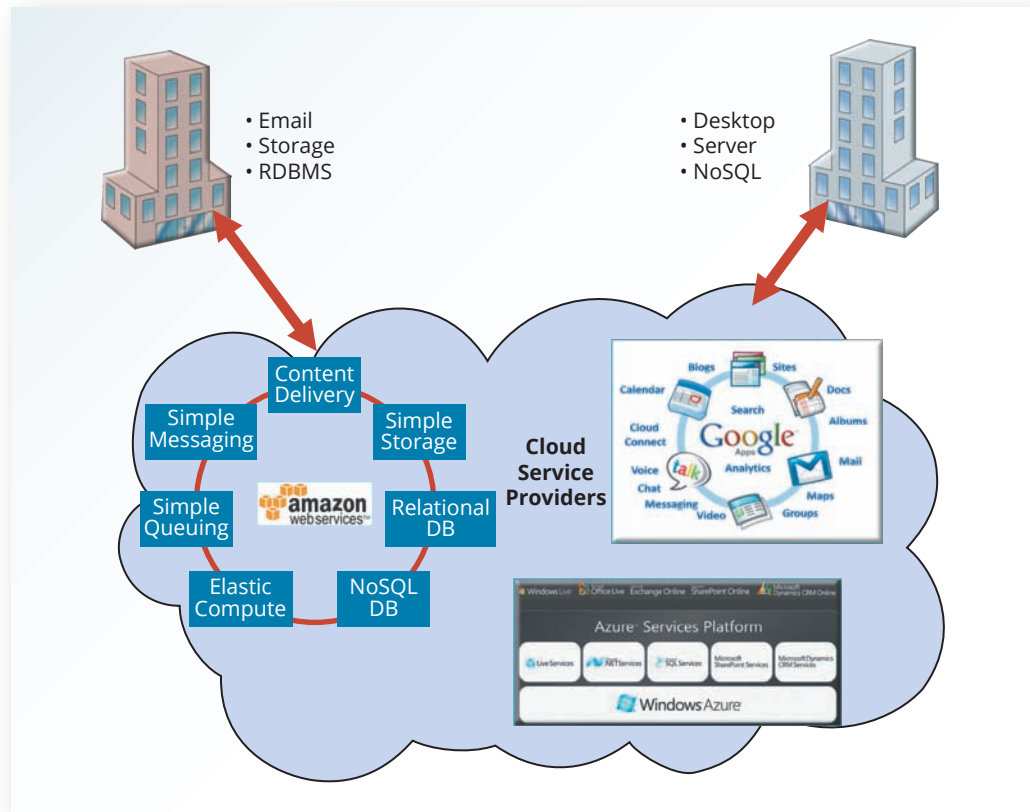 • Email
• Storage
• RDBMS
• Desktop
• Server
• NoSQL
Content
Delivery
Simple
Messaging
Simple
Storage
Simple
Queuing
amazon
webservices™
Relational
DB
Elastic
Compute
NoSQL
DB
Cloud
Service
Providers
Blogs
Sites
Calendar
Docs
Search
Albums
Cloud
Connect
Google™
Apps
Voice
talk
Analytics
Mail
Chat
Maps
Messaging
Video
Groups
Windows Live Office Live Exchange Online SharePoint Online Microsoft Dynamics CRM Online
Azure™ Services Platform
Live Services
.NET Services
SQL Services
Microsoft
SharePoint Services
Microsoft Dynamics
CRM Services
Windows Azure